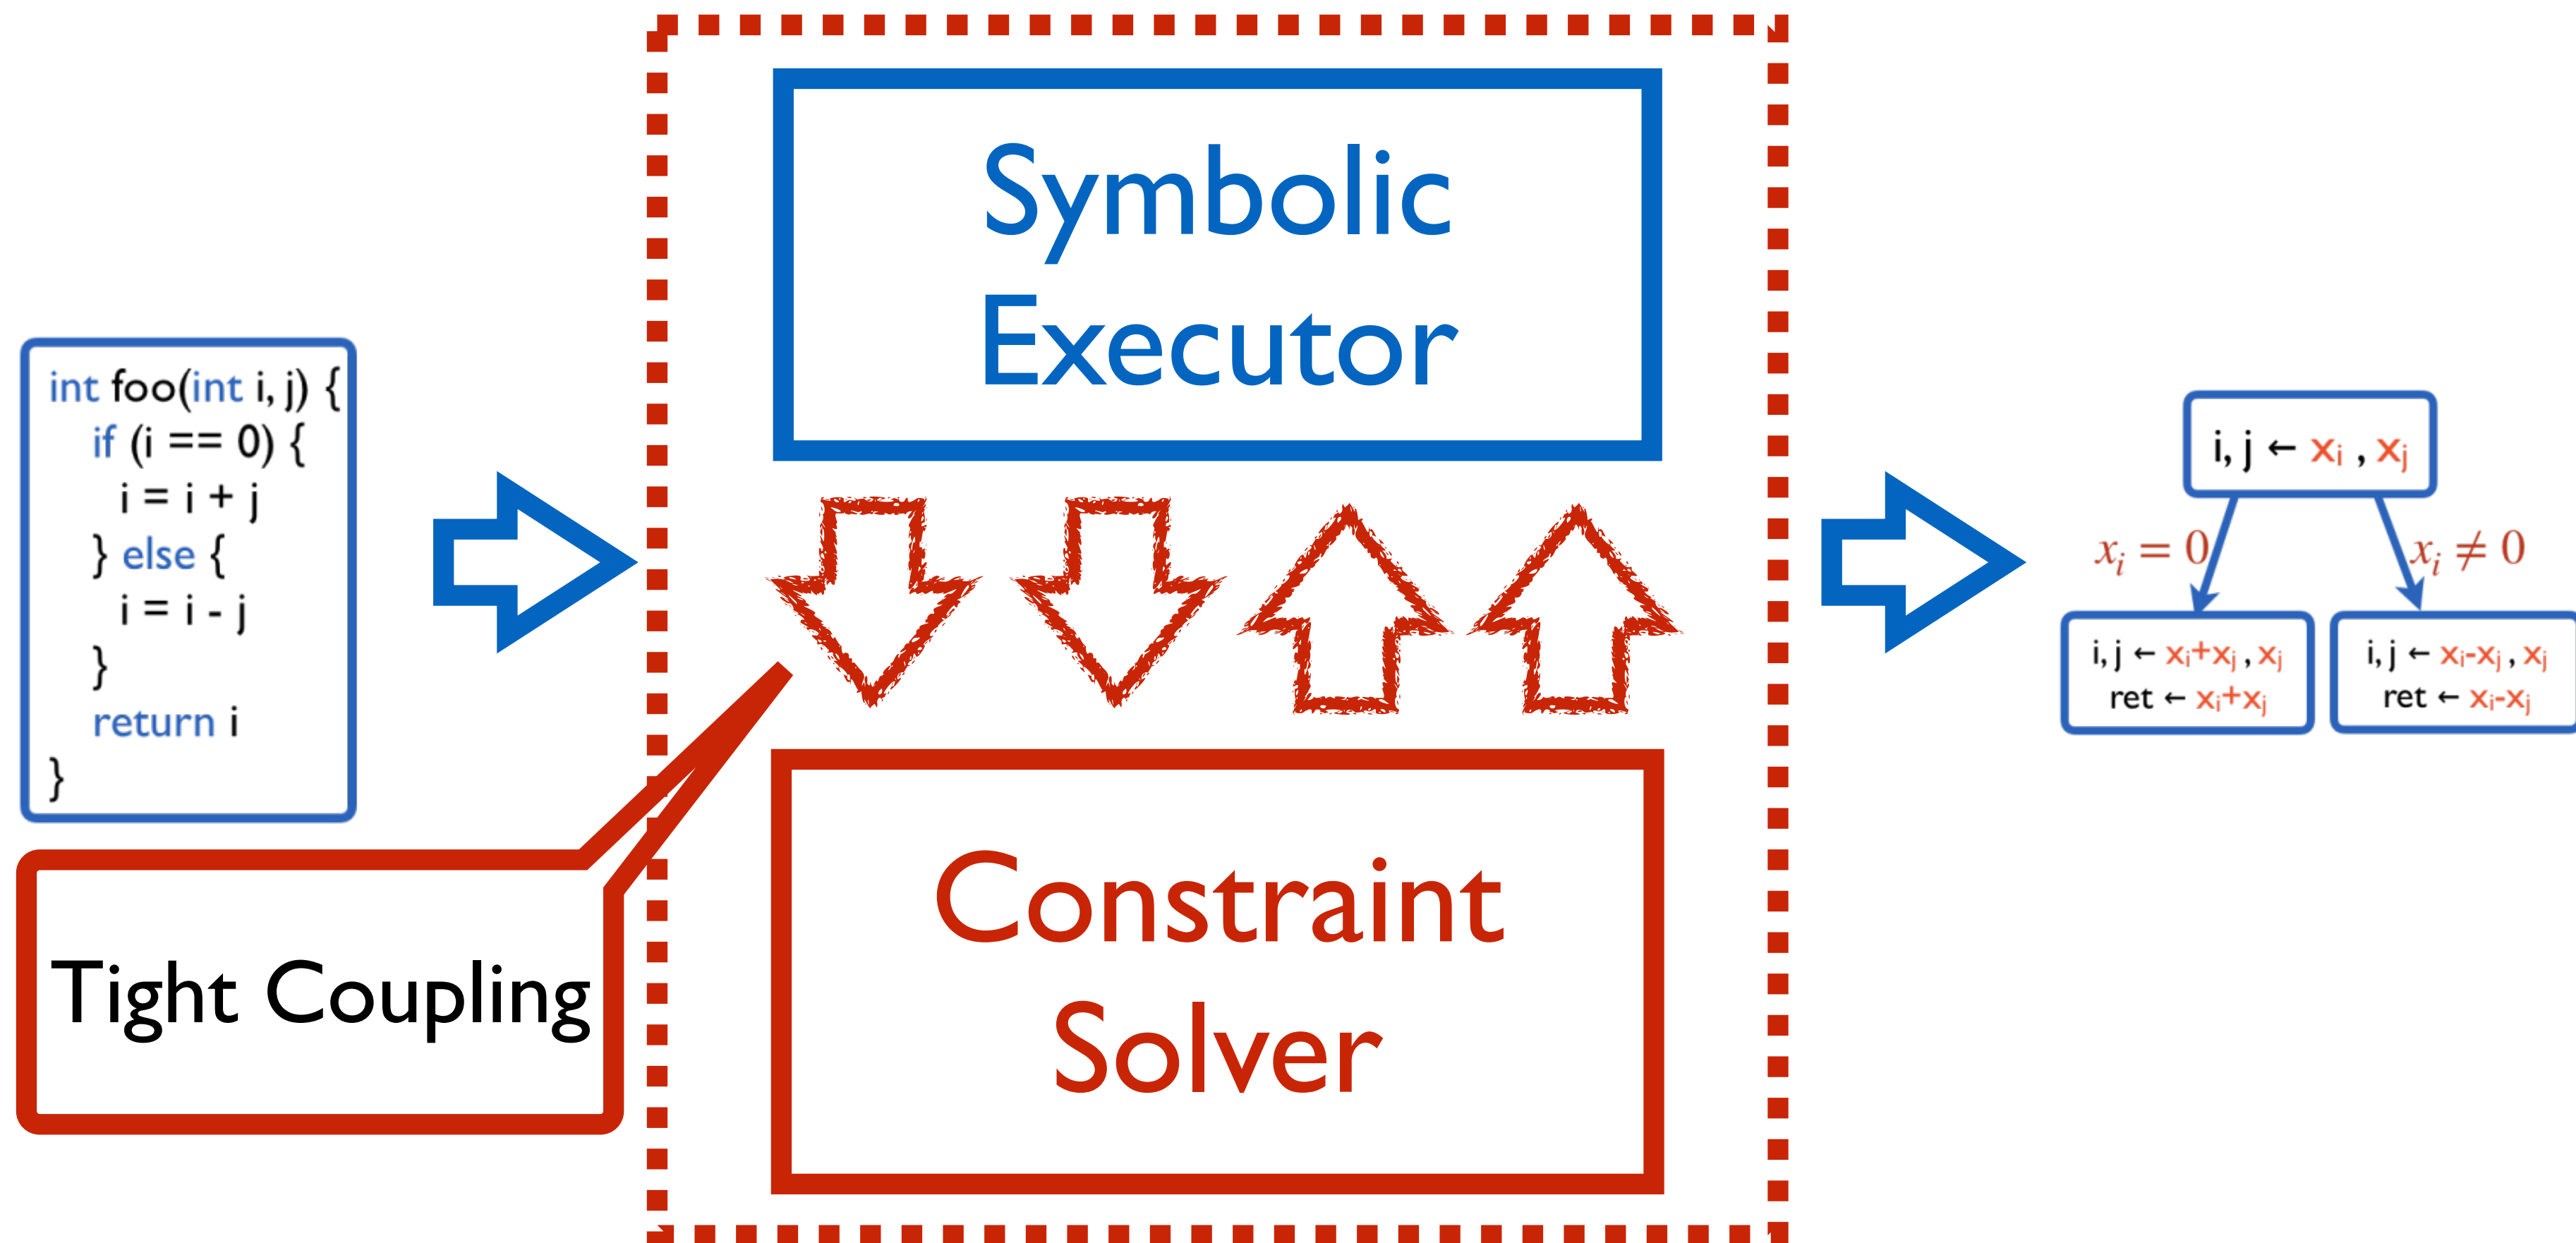 int foo(int i, j) {
if (i == 0) {
i = i + j
} else {
i = i - j
}
return i
}
Tight Coupling
Symbolic
Executor
Constraint
Solver
i, j ← xᵢ , xⱼ
xᵢ = 0
xᵢ ≠ 0
i, j ← xᵢ+xⱼ , xⱼ
ret ← xᵢ+xⱼ
i, j ← xᵢ-xⱼ , xⱼ
ret ← xᵢ-xⱼ